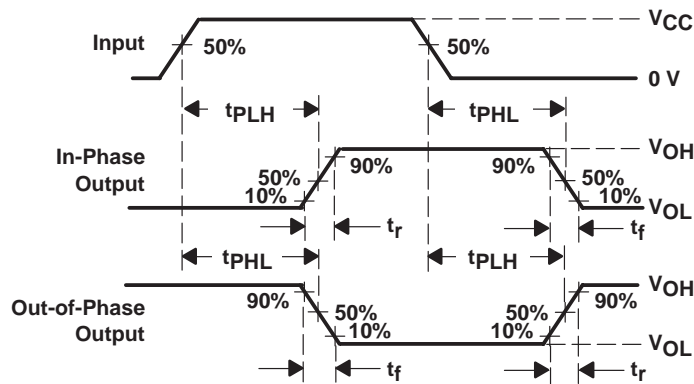 VCC
Input
50%
50%
0 V
tPLH
tPHL
In-Phase
Output
VOH
90%
90%
50%
50%
10%
10%
VOL
tr
tf
tPHL
tPLH
Out-of-Phase
Output
VOH
90%
90%
50%
50%
10%
10%
VOL
tf
tr